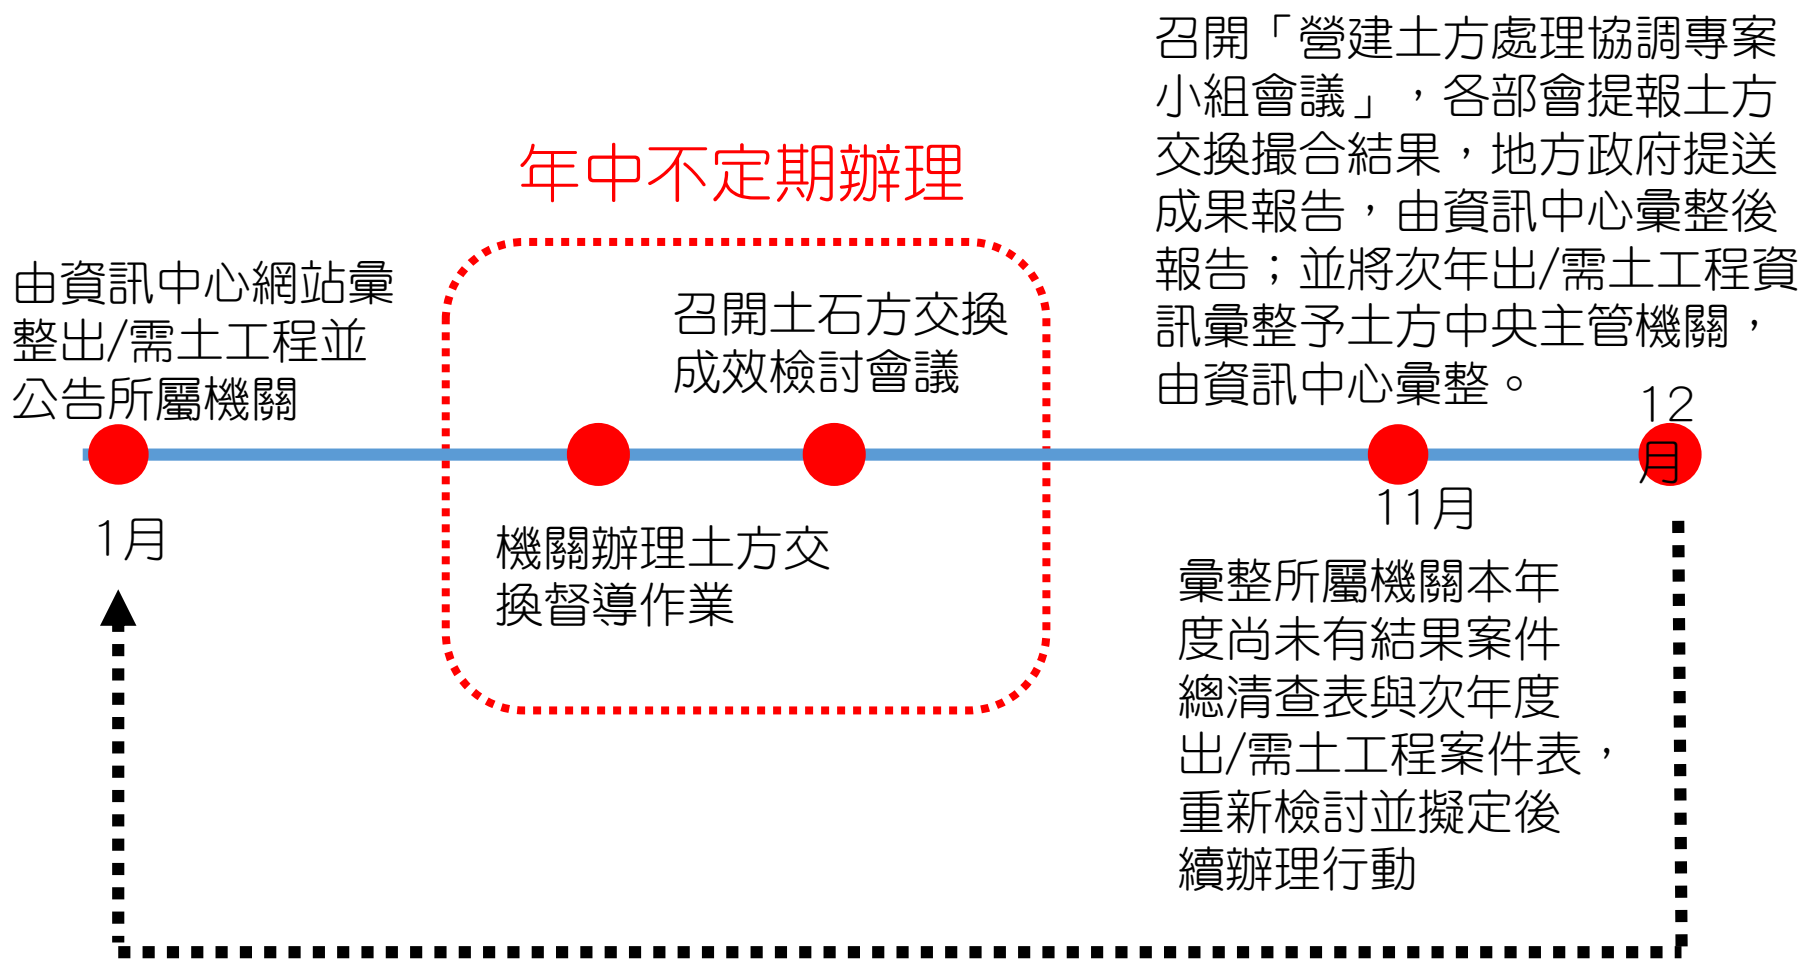 由資訊中心網站彙
整出/需土工程並
公告所屬機關
1月
年中不定期辦理
機關辦理土方交
換督導作業
召開土石方交換
成效檢討會議
11月
彙整所屬機關本年
度尚未有結果案件
總清查表與次年度
出/需土工程案件表，
重新檢討並擬定後
續辦理行動
召開「營建土方處理協調專案
小組會議」，各部會提報土方
交換撮合結果，地方政府提送
成果報告，由資訊中心彙整後
報告；並將次年出/需土工程資
訊彙整予土方中央主管機關，
由資訊中心彙整。
12
月